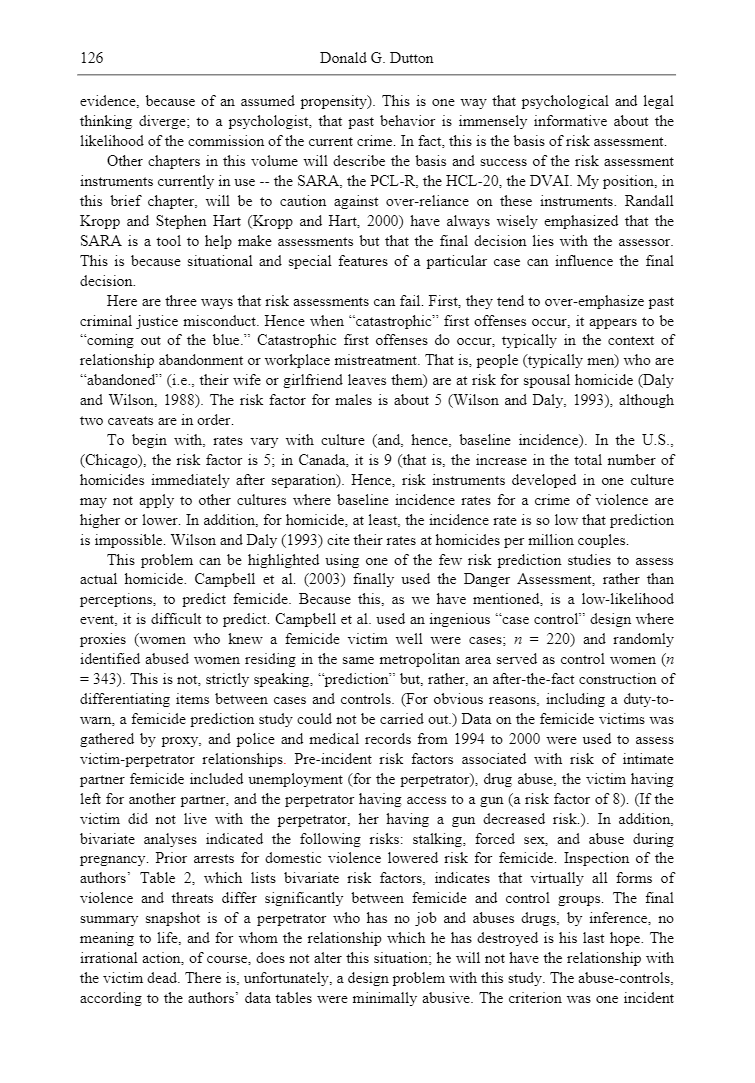 126 Donald G. Dutton
evidence, because of an assumed propensity). This is one way that psychological and legal
thinking diverge; to a psychologist, that past behavior is immensely informative about the
likelihood of the commission of the current crime. In fact, this is the basis of risk assessment.
Other chapters in this volume will describe the basis and success of the risk assessment
instruments currently in use -- the SARA, the PCL-R, the HCL-20, the DVAI. My position, in
this brief chapter, will be to caution against over-reliance on these instruments. Randall
Kropp and Stephen Hart (Kropp and Hart, 2000) have always wisely emphasized that the
SARA is a tool to help make assessments but that the final decision lies with the assessor.
This is because situational and special features of a particular case can influence the final
decision.
Here are three ways that risk assessments can fail. First, they tend to over-emphasize past
criminal justice misconduct. Hence when “catastrophic” first offenses occur, it appears to be
“coming out of the blue.” Catastrophic first offenses do occur, typically in the context of
relationship abandonment or workplace mistreatment. That is, people (typically men) who are
“abandoned” (i.e., their wife or girlfriend leaves them) are at risk for spousal homicide (Daly
and Wilson, 1988). The risk factor for males is about 5 (Wilson and Daly, 1993), although
two caveats are in order.
To begin with, rates vary with culture (and, hence, baseline incidence). In the U.S.,
(Chicago), the risk factor is 5; in Canada, it is 9 (that is, the increase in the total number of
homicides immediately after separation). Hence, risk instruments developed in one culture
may not apply to other cultures where baseline incidence rates for a crime of violence are
higher or lower. In addition, for homicide, at least, the incidence rate is so low that prediction
is impossible. Wilson and Daly (1993) cite their rates at homicides per million couples.
This problem can be highlighted using one of the few risk prediction studies to assess
actual homicide. Campbell et al. (2003) finally used the Danger Assessment, rather than
perceptions, to predict femicide. Because this, as we have mentioned, is a low-likelihood
event, it is difficult to predict. Campbell et al. used an ingenious “case control” design where
proxies (women who knew a femicide victim well were cases; n = 220) and randomly
identified abused women residing in the same metropolitan area served as control women (n
= 343). This is not, strictly speaking, “prediction” but, rather, an after-the-fact construction of
differentiating items between cases and controls. (For obvious reasons, including a duty-to-
warn, a femicide prediction study could not be carried out.) Data on the femicide victims was
gathered by proxy, and police and medical records from 1994 to 2000 were used to assess
victim-perpetrator relationships. Pre-incident risk factors associated with risk of intimate
partner femicide included unemployment (for the perpetrator), drug abuse, the victim having
left for another partner, and the perpetrator having access to a gun (a risk factor of 8). (If the
victim did not live with the perpetrator, her having a gun decreased risk.). In addition,
bivariate analyses indicated the following risks: stalking, forced sex, and abuse during
pregnancy. Prior arrests for domestic violence lowered risk for femicide. Inspection of the
authors’ Table 2, which lists bivariate risk factors, indicates that virtually all forms of
violence and threats differ significantly between femicide and control groups. The final
summary snapshot is of a perpetrator who has no job and abuses drugs, by inference, no
meaning to life, and for whom the relationship which he has destroyed is his last hope. The
irrational action, of course, does not alter this situation; he will not have the relationship with
the victim dead. There is, unfortunately, a design problem with this study. The abuse-controls,
according to the authors’ data tables were minimally abusive. The criterion was one incident